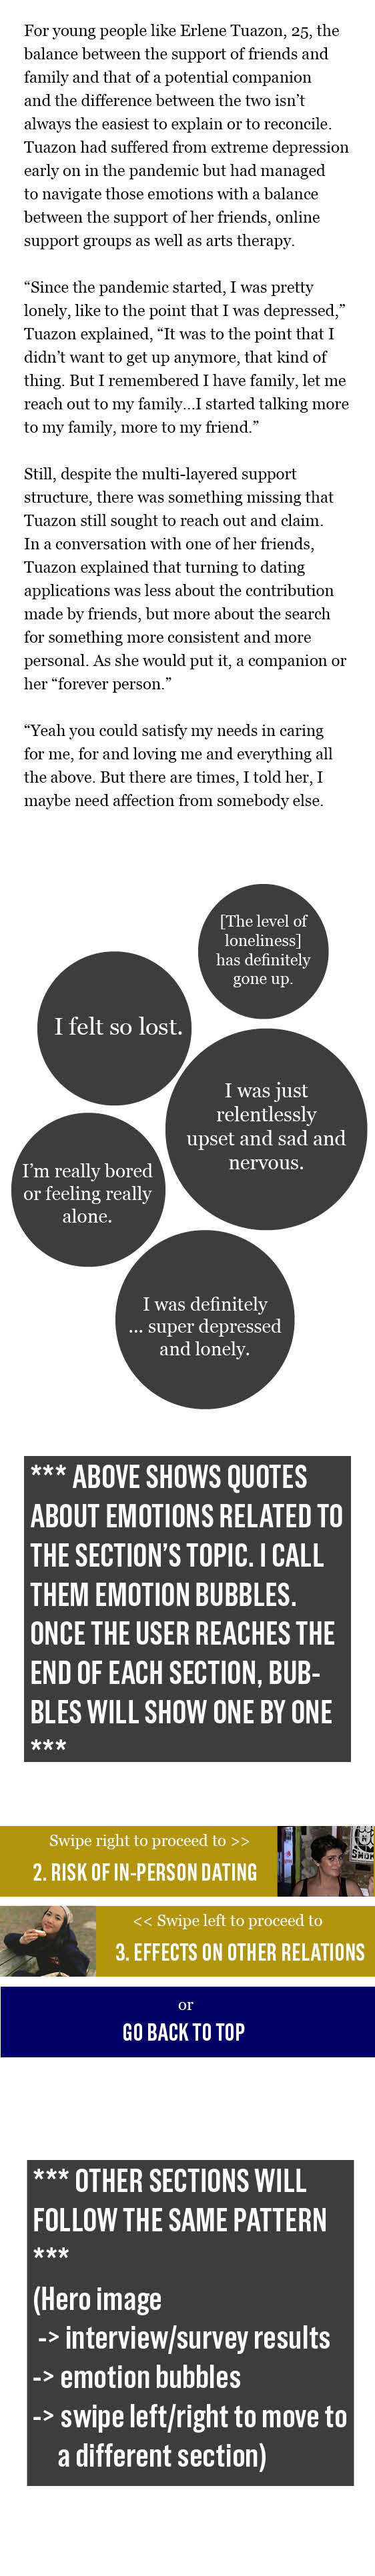 For young people like Erlene Tuazon, 25, the
balance between the support of friends and
family and that of a potential companion
and the difference between the two isn’t
always the easiest to explain or to reconcile.
Tuazon had suffered from extreme depression
early on in the pandemic but had managed
to navigate those emotions with a balance
between the support of her friends, online
support groups as well as arts therapy.
“Since the pandemic started, I was pretty
lonely, like to the point that I was depressed,”
Tuazon explained, “It was to the point that I
didn’t want to get up anymore, that kind of
thing. But I remembered I have family, let me
reach out to my family...I started talking more
to my family, more to my friend.”
Still, despite the multi-layered support
structure, there was something missing that
Tuazon still sought to reach out and claim.
In a conversation with one of her friends,
Tuazon explained that turning to dating
applications was less about the contribution
made by friends, but more about the search
for something more consistent and more
personal. As she would put it, a companion or
her “forever person.”
“Yeah you could satisfy my needs in caring
for me, for and loving me and everything all
the above. But there are times, I told her, I
maybe need affection from somebody else.
[The level of
loneliness]
has definitely
gone up.
I felt so lost.
I was just
relentlessly
upset and sad and
nervous.
I’m really bored
or feeling really
alone.
I was definitely
... super depressed
and lonely.
*** ABOVE SHOWS QUOTES
ABOUT EMOTIONS RELATED TO
THE SECTION’S TOPIC. I CALL
THEM EMOTION BUBBLES.
ONCE THE USER REACHES THE
END OF EACH SECTION, BUB-
BLES WILL SHOW ONE BY ONE
***
Swipe right to proceed to >>
2. RISK OF IN-PERSON DATING
<< Swipe left to proceed to
3. EFFECTS ON OTHER RELATIONS
or
GO BACK TO TOP
*** OTHER SECTIONS WILL
FOLLOW THE SAME PATTERN
***
(Hero image
-> interview/survey results
-> emotion bubbles
-> swipe left/right to move to
a different section)